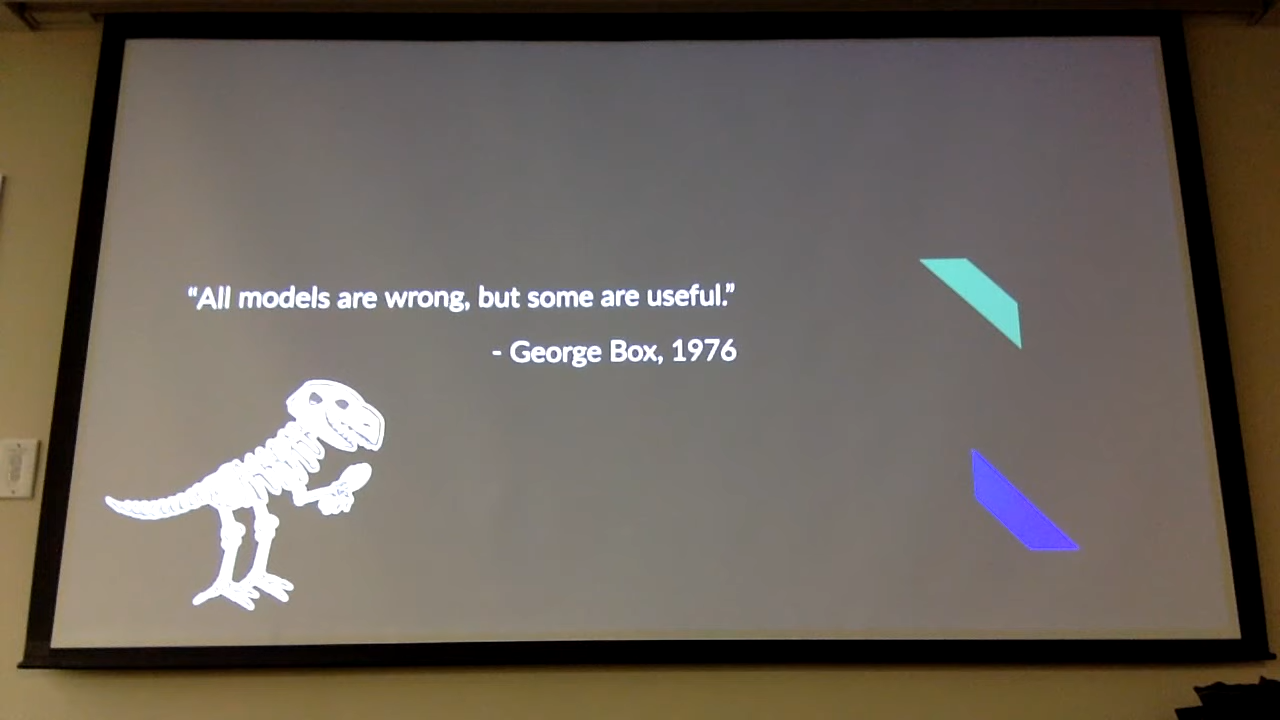 “All models are wrong, but some are useful.”
- George Box, 1976